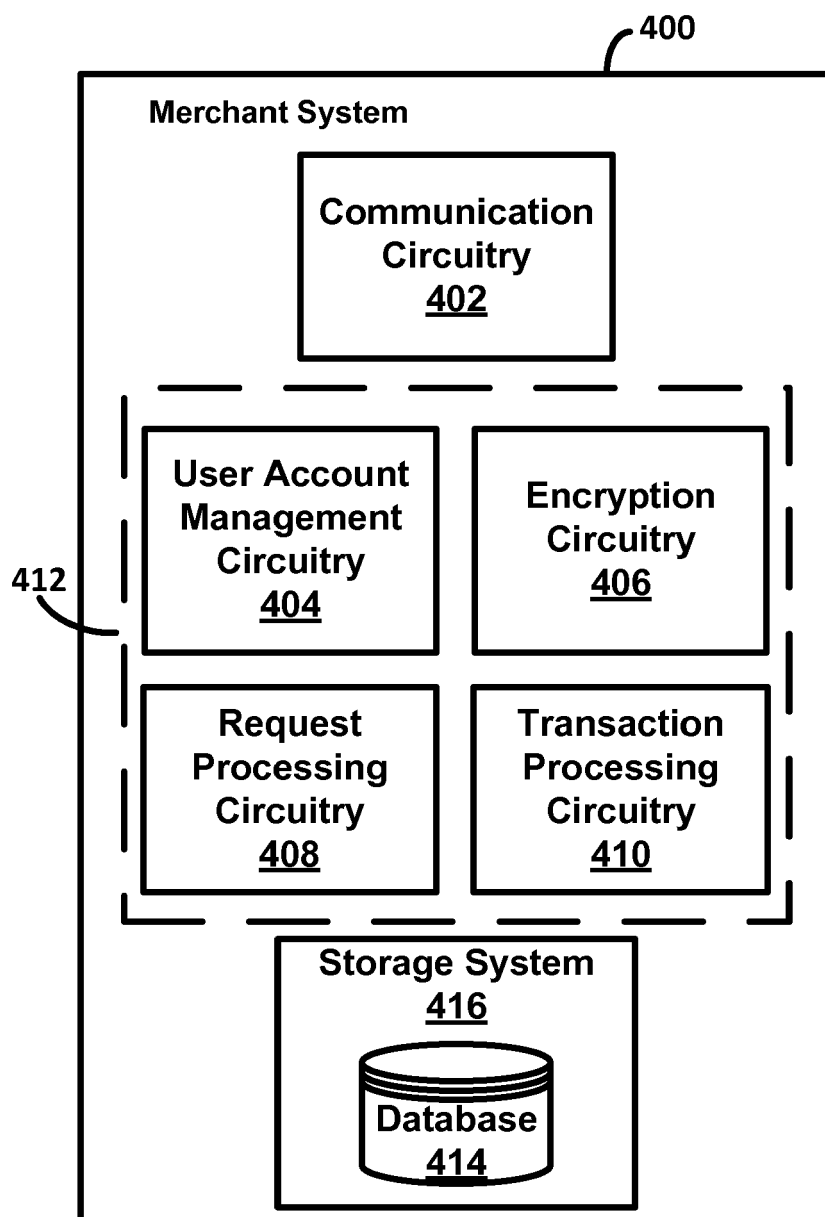 400
Merchant System
Communication
Circuitry
402
User Account
Management
Circuitry
404
Encryption
Circuitry
406
412
Request
Processing
Circuitry
408
Transaction
Processing
Circuitry
410
Storage System
416
Database
414